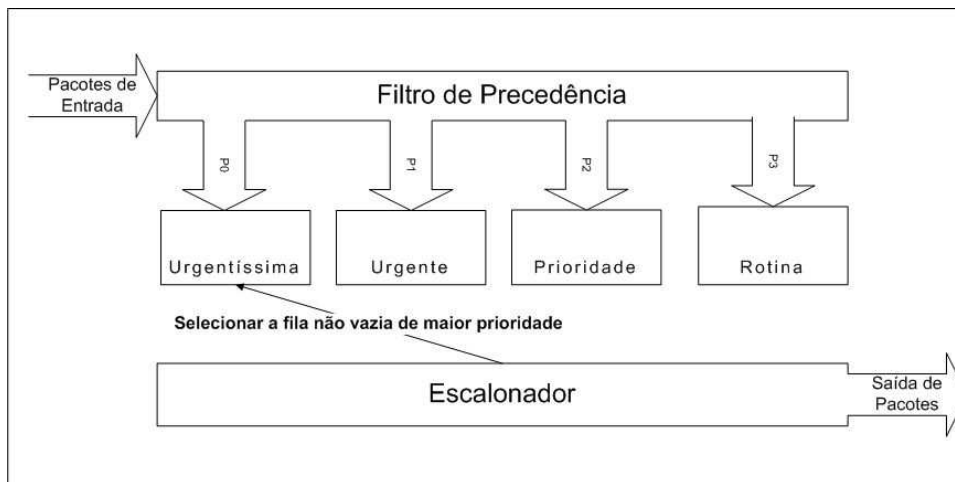 Pacotes de
Entrada
Filtro de Precedência
P0
P1
P2
P3
Urgentíssima
Urgente
Prioridade
Rotina
Selecionar a fila não vazia de maior prioridade
Escalonador
Saída de
Pacotes